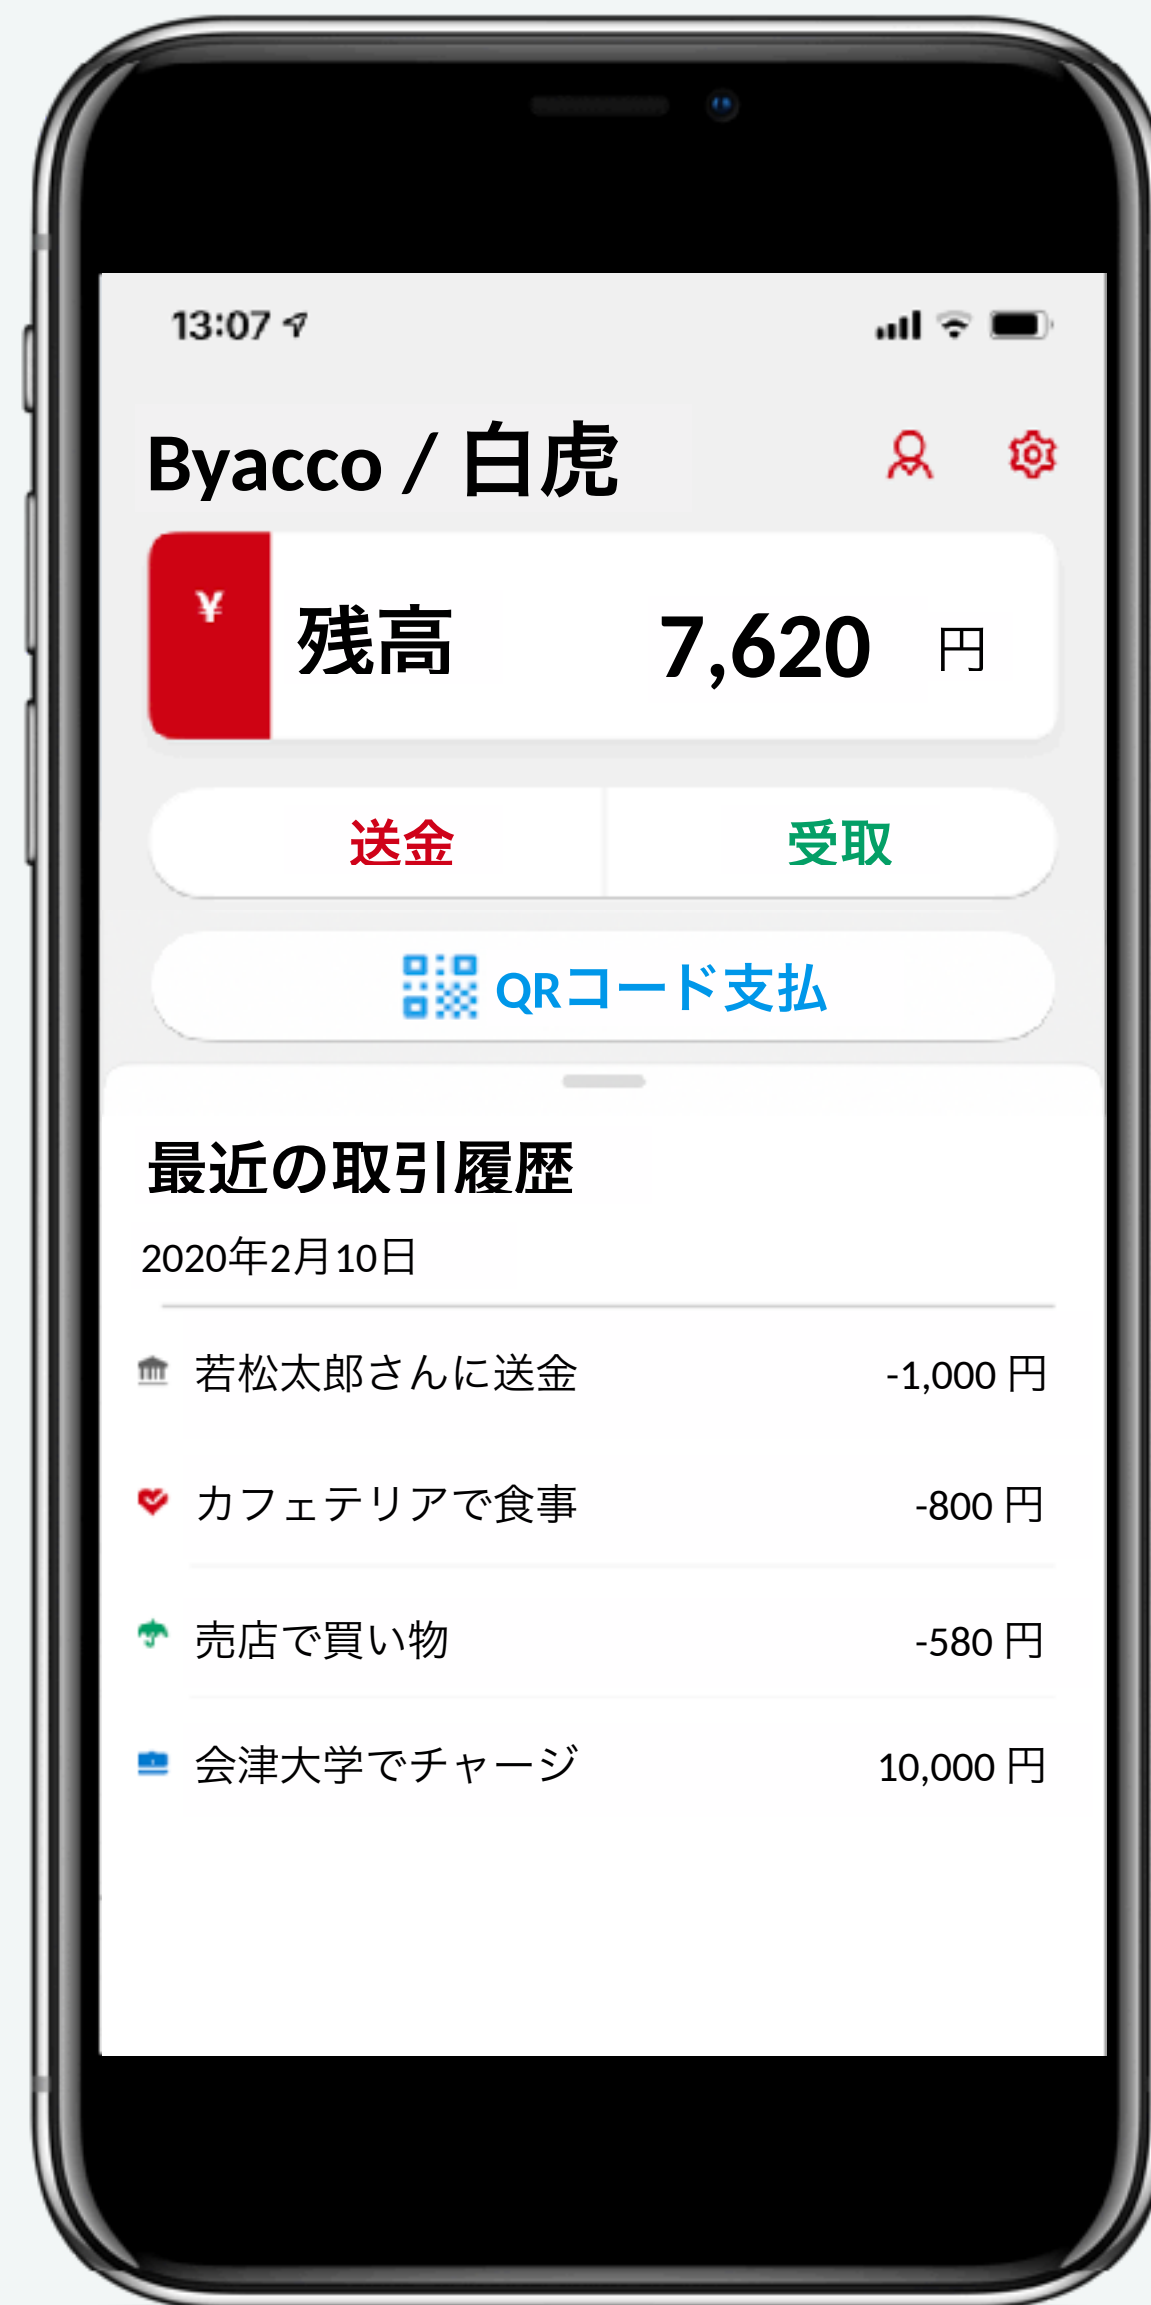 13:07
Byacco / 白虎
¥
残高 7,620 円
送金 受取
QRコード支払
最近の取引履歴
2020年2月10日
若松太郎さんに送金 -1,000 円
カフェテリアで食事 -800 円
売店で買い物 -580 円
会津大学でチャージ 10,000 円